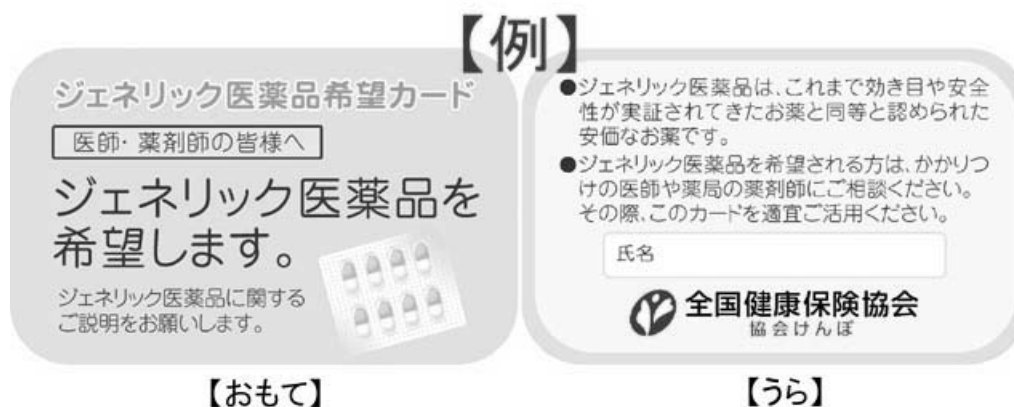 【例】
ジェネリック医薬品希望カード
医師・薬剤師の皆様へ
ジェネリック医薬品を
希望します。
ジェネリック医薬品に関する
ご説明をお願いします。
【おもて】
●ジェネリック医薬品は、これまで効き目や安全
性が実証されてきたお薬と同等と認められた
安価なお薬です。
●ジェネリック医薬品を希望される方は、かかりつ
けの医師や薬局の薬剤師にご相談ください。
その際、このカードを適宜ご活用ください。
氏名
全国健康保険協会
協会けんぽ
【うら】